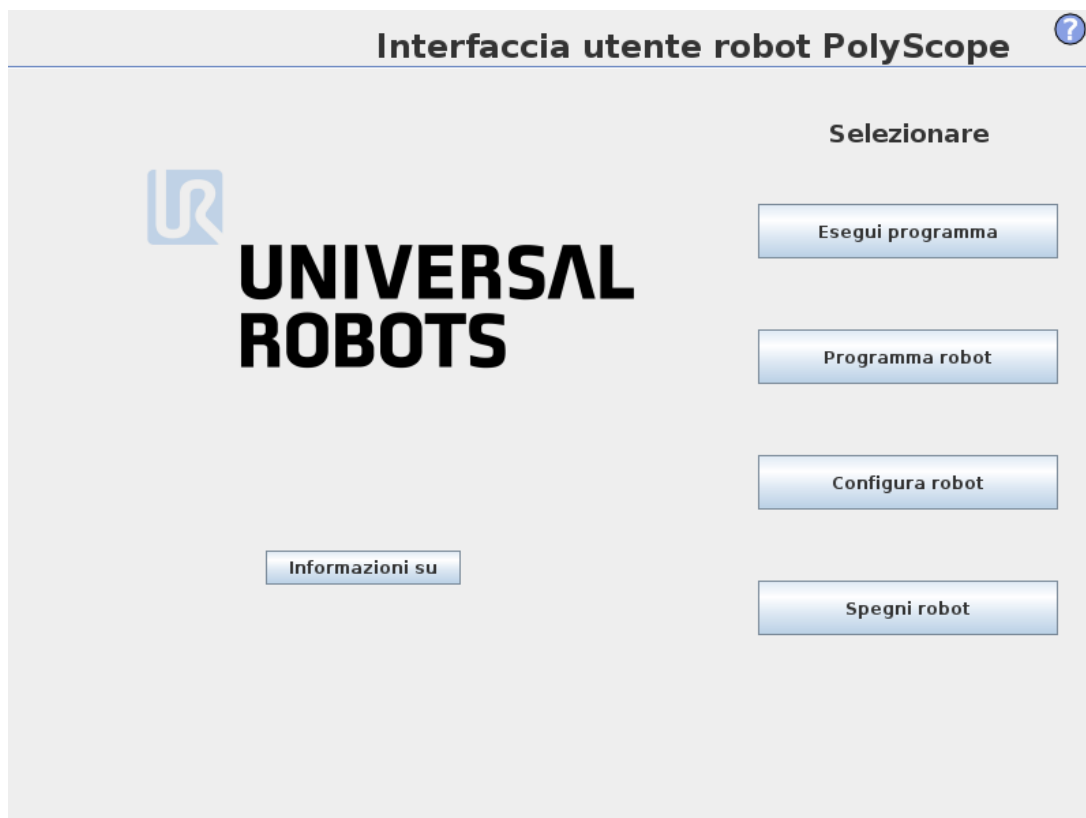 Interfaccia utente robot PolyScope
?
Selezionare
UR
UNIVERSAL
ROBOTS
Esegui programma
Programma robot
Configura robot
Informazioni su
Spegni robot